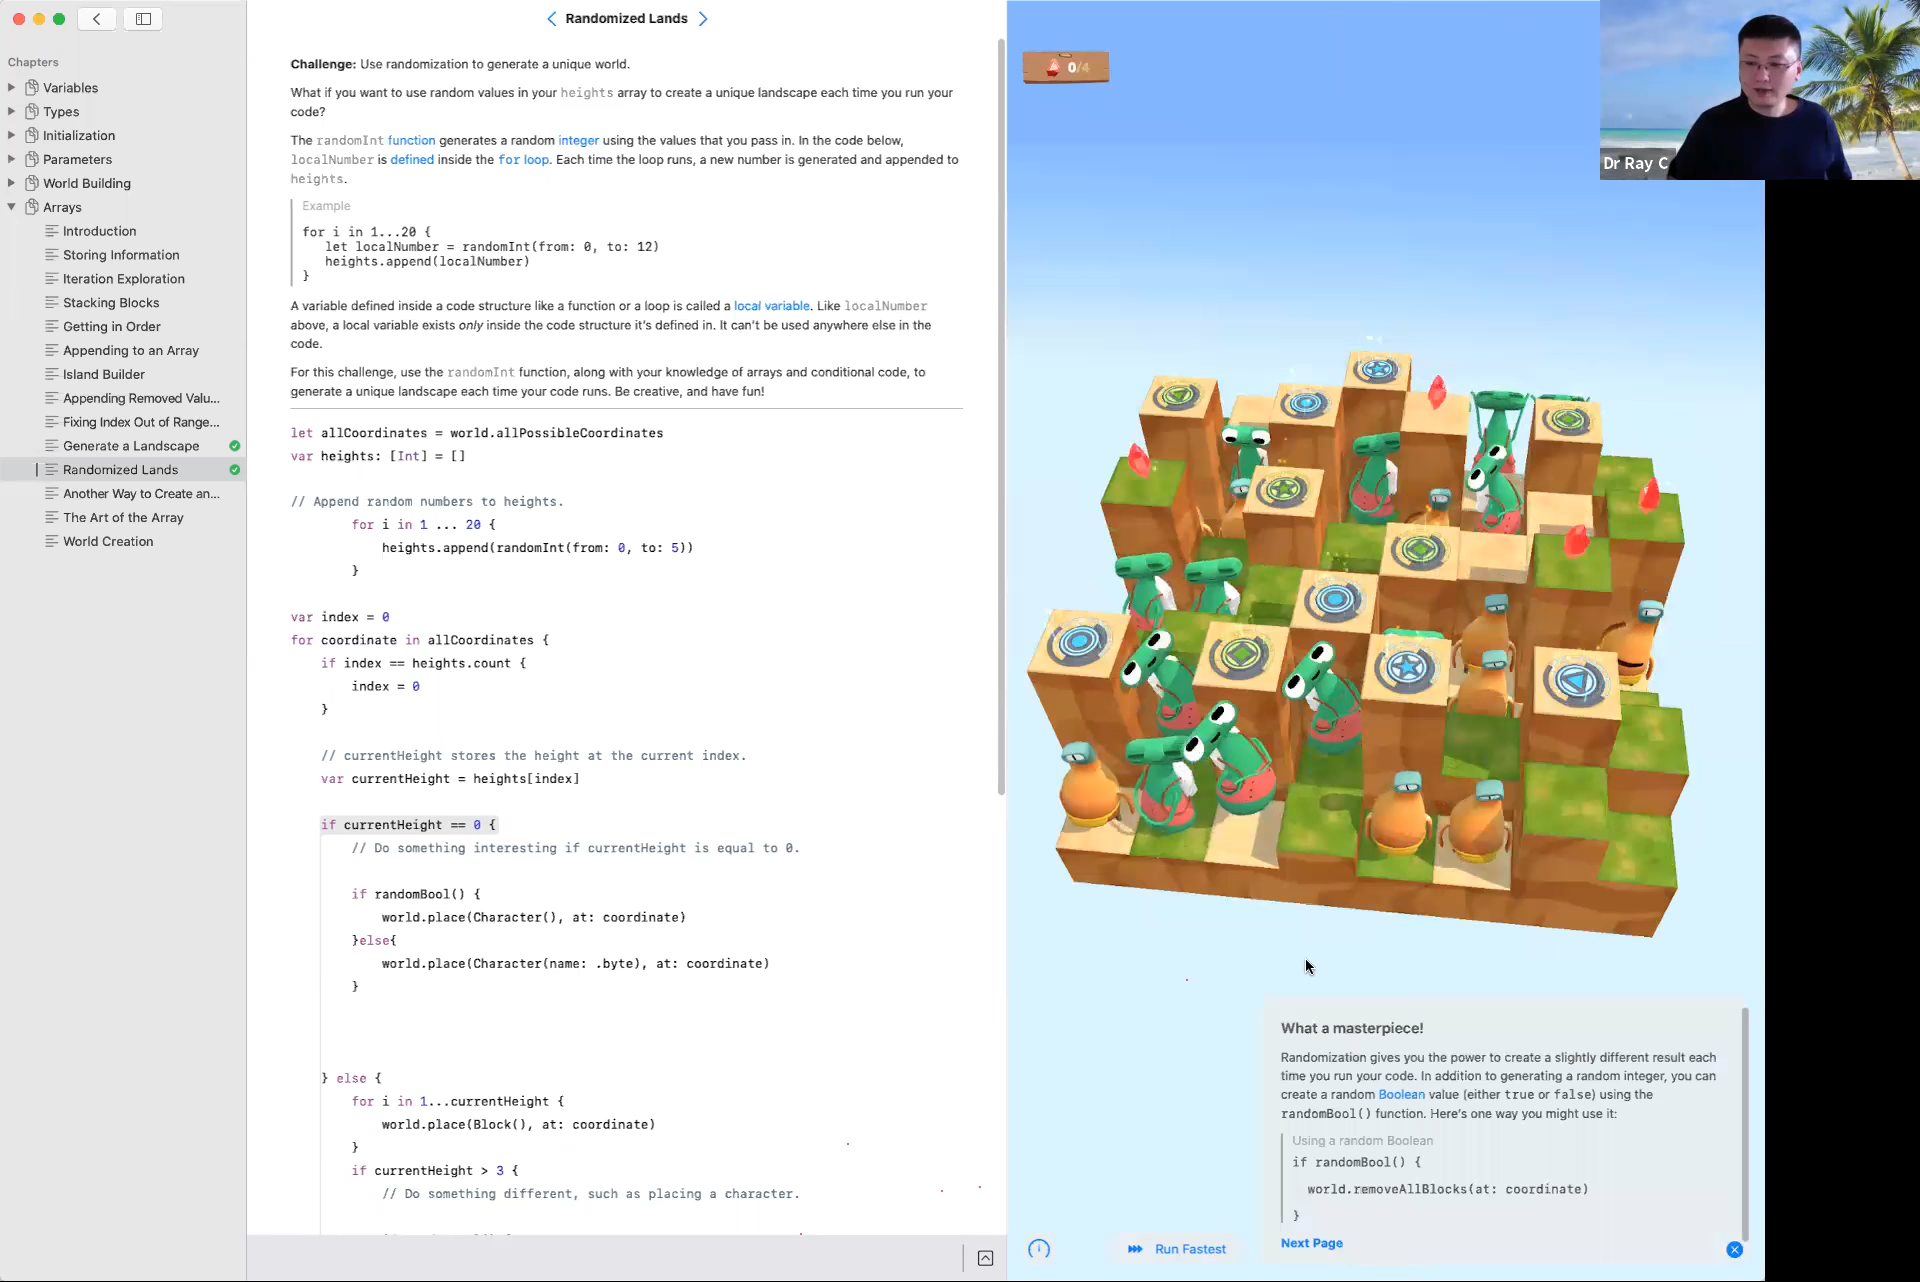 Chapters
Variables
Types
Initialization
Parameters
World Building
Arrays
Introduction
Storing Information
Iteration Exploration
Stacking Blocks
Getting in Order
Appending to an Array
Island Builder
Appending Removed Valu...
Fixing Index Out of Range...
Generate a Landscape
Randomized Lands
Another Way to Create an...
The Art of the Array
World Creation
Randomized Lands
Challenge: Use randomization to generate a unique world.
What if you want to use random values in your heights array to create a unique landscape each time you run your
code?
The randomInt function generates a random integer using the values that you pass in. In the code below,
localNumber is defined inside the for loop. Each time the loop runs, a new number is generated and appended to
heights.
Example
for i in 1...20 {
let localNumber = randomInt(from: 0, to: 12)
heights.append(localNumber)
}
A variable defined inside a code structure like a function or a loop is called a local variable. Like localNumber
above, a local variable exists only inside the code structure it's defined in. It can't be used anywhere else in the
code.
For this challenge, use the randomInt function, along with your knowledge of arrays and conditional code, to
generate a unique landscape each time your code runs. Be creative, and have fun!
let allCoordinates = world.allPossibleCoordinates
var heights: [Int] = []
// Append random numbers to heights.
for i in 1 ... 20 {
heights.append(randomInt(from: 0, to: 5))
}
var index = 0
for coordinate in allCoordinates {
if index == heights.count {
index = 0
}
// currentHeight stores the height at the current index.
var currentHeight = heights[index]
if currentHeight == 0 {
// Do something interesting if currentHeight is equal to 0.
if randomBool() {
world.place(Character(), at: coordinate)
}else{
world.place(Character(name: .byte), at: coordinate)
}
} else {
for i in 1...currentHeight {
world.place(Block(), at: coordinate)
}
if currentHeight > 3 {
// Do something different, such as placing a character.
0/4
Dr Ray C
What a masterpiece!
Randomization gives you the power to create a slightly different result each
time you run your code. In addition to generating a random integer, you can
create a random Boolean value (either true or false) using the
randomBool() function. Here's one way you might use it:
Using a random Boolean
if randomBool() {
world.removeAllBlocks(at: coordinate)
}
Next Page
Run Fastest